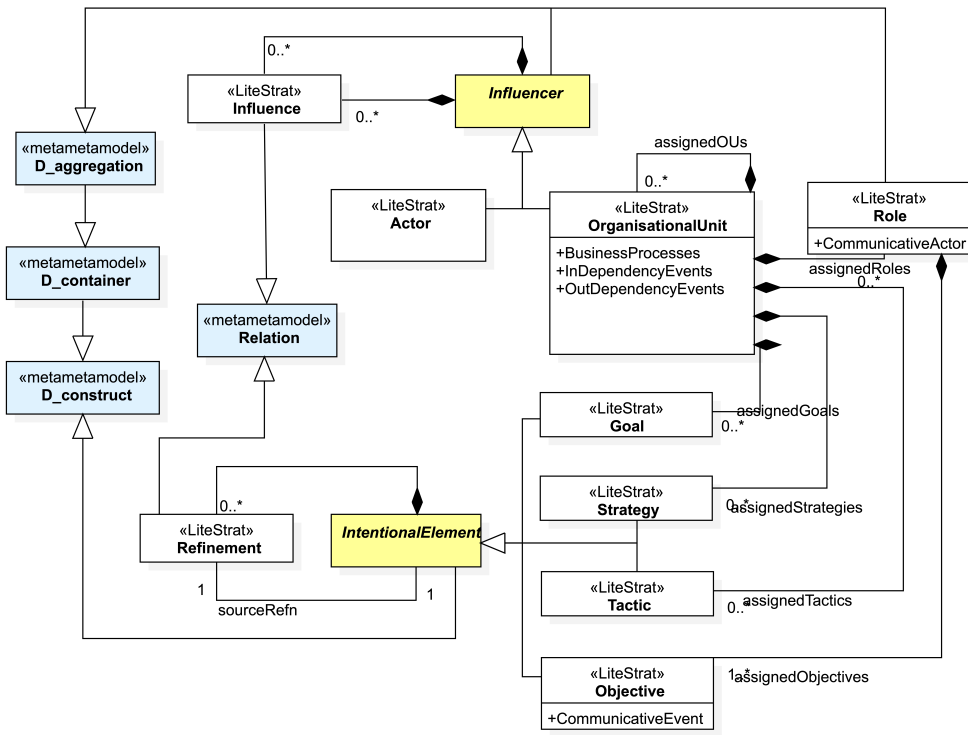 0..*
«LiteStrat»
Influence
0..*
Influencer
«metametamodel»
D_aggregation
assignedOUs
0..*
«LiteStrat»
Actor
«LiteStrat»
OrganisationalUnit
+BusinessProcesses
+InDependencyEvents
+OutDependencyEvents
«LiteStrat»
Role
+CommunicativeActor
assignedRoles
0..*
«metametamodel»
D_container
«metametamodel»
Relation
«metametamodel»
D_construct
«LiteStrat»
Goal
assignedGoals
0..*
«LiteStrat»
Strategy
0..*
assignedStrategies
0..*
«LiteStrat»
Refinement
IntentionalElement
1
1
sourceRefn
«LiteStrat»
Tactic
assignedTactics
0..*
«LiteStrat»
Objective
+CommunicativeEvent
1..*
assignedObjectives